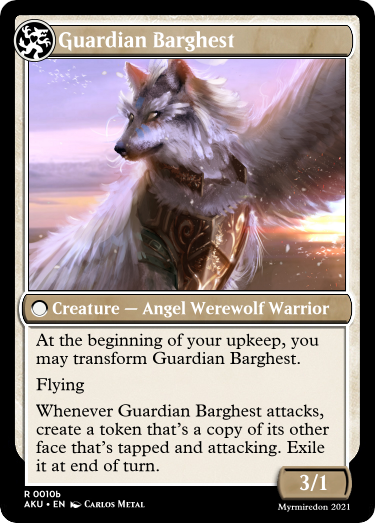 Guardian Barghest
Creature — Angel Werewolf Warrior
At the beginning of your upkeep, you
may transform Guardian Barghest.
Flying
Whenever Guardian Barghest attacks,
create a token that's a copy of its other
face that's tapped and attacking. Exile
it at end of turn.
3/1
R 0010b
AKU • EN Carlos Metal
Myrmiredon 2021